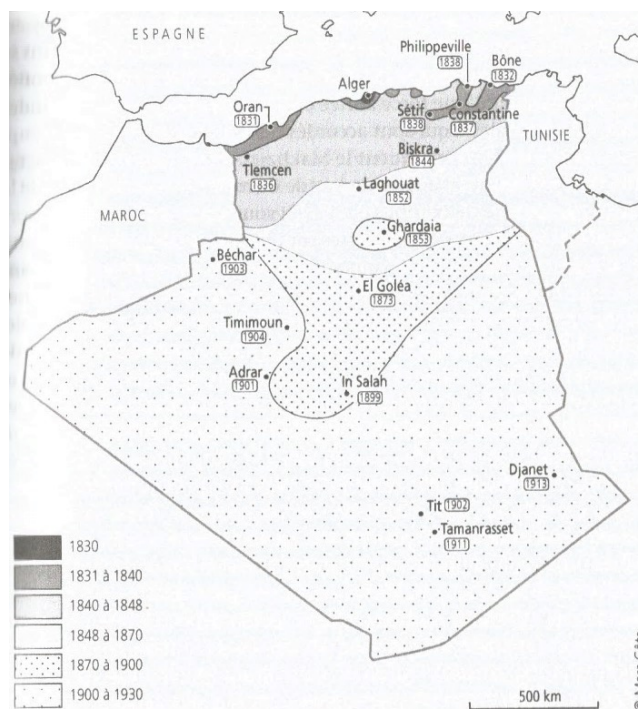 ESPAGNE
Philippeville
1838
Bône
1832
Alger
Oran
1831
Sétif
1838
Constantine
1837
TUNISIE
Biskra
1844
Tlemcen
1836
Laghouat
1852
MAROC
Ghardaia
1853
Béchar
1903
El Goléa
1873
Timimoun
1904
Adrar
1901
In Salah
1899
Djanet
1913
Tit 1902
Tamanrasset
1911
1830
1831 à 1840
1840 à 1848
1848 à 1870
1870 à 1900
1900 à 1930
500 km